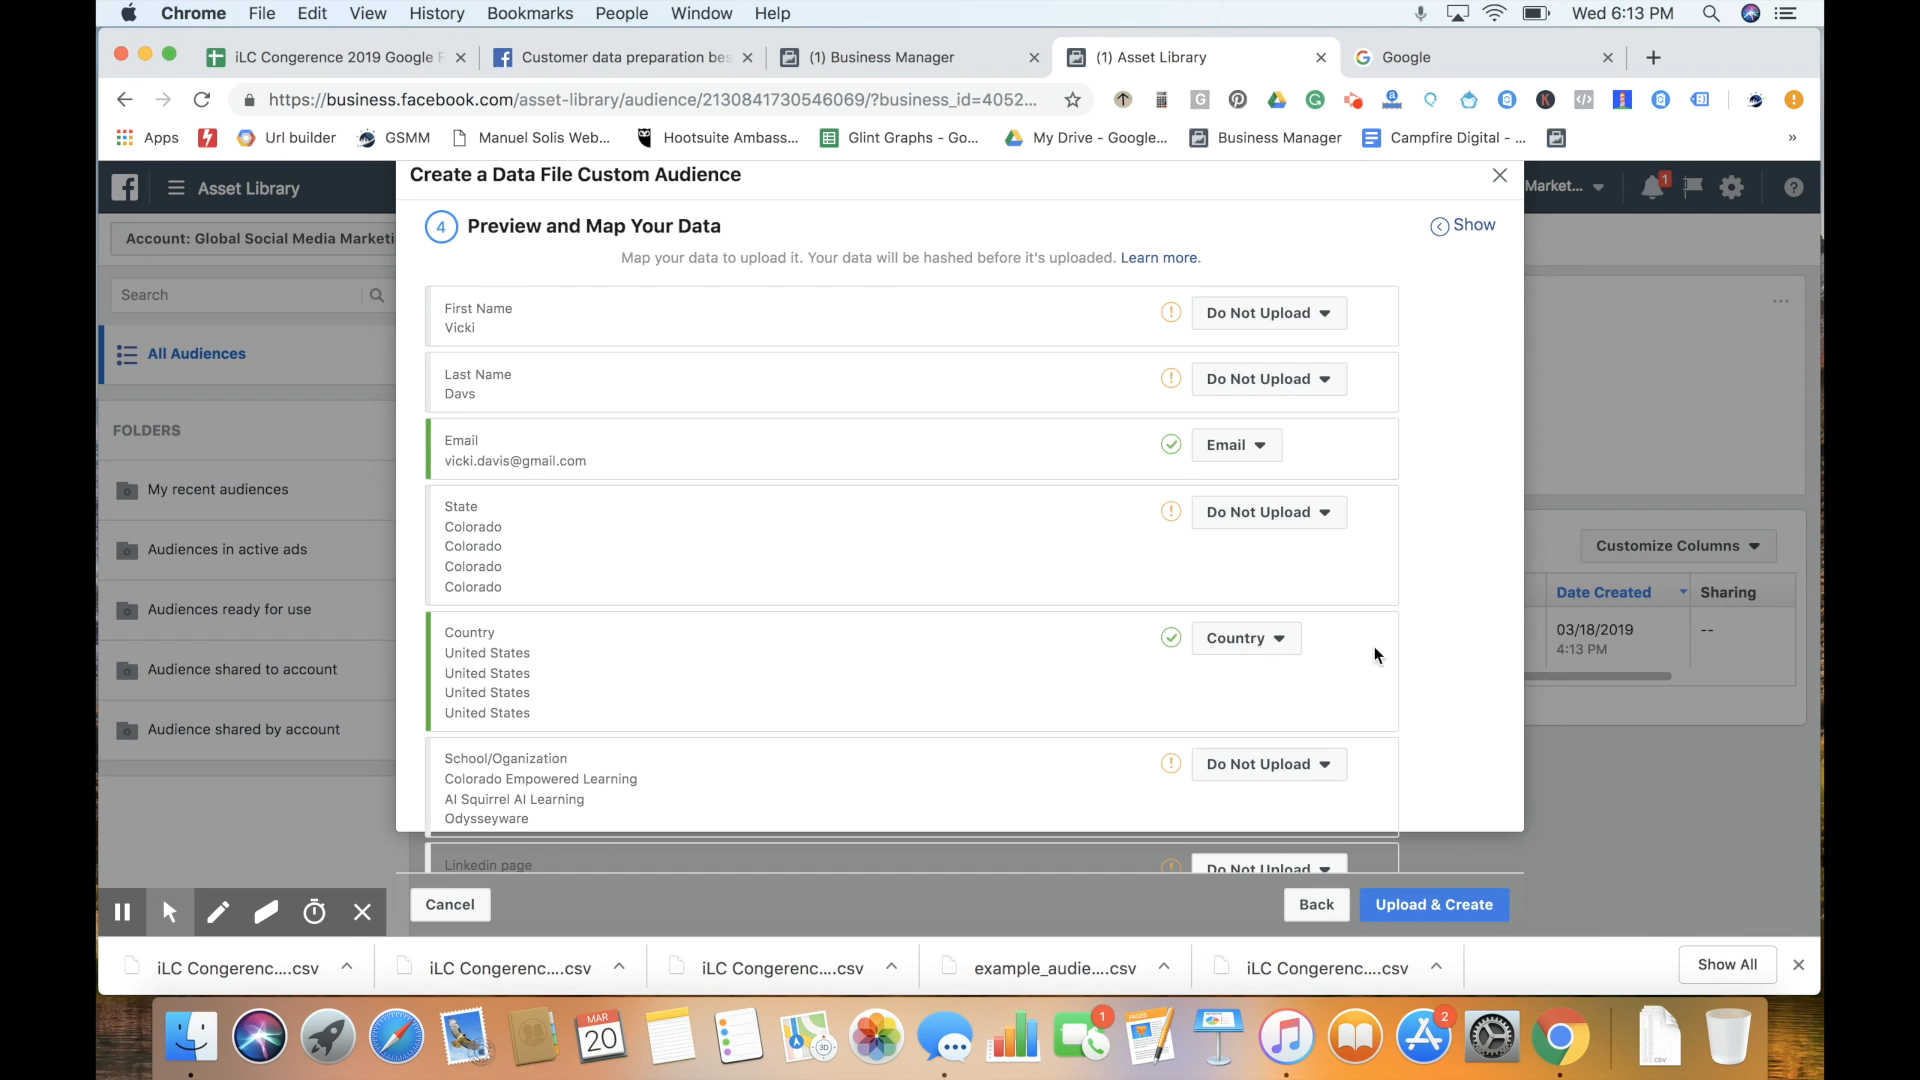 Chrome File Edit View History Bookmarks People Window Help Wed 6:13 PM
iLC Congerence 2019 Google F
Customer data preparation bes
(1) Business Manager
(1) Asset Library
Google
https://business.facebook.com/asset-library/audience/2130841730546069/?business_id=4052...
Apps
Url builder
GSMM
Manuel Solis Web...
Hootsuite Ambass...
Glint Graphs - Go...
My Drive - Google...
Business Manager
Campfire Digital - ...
»
Asset Library
Create a Data File Custom Audience
Market...
1
Account: Global Social Media Marketi
4 Preview and Map Your Data
Show
Map your data to upload it. Your data will be hashed before it's uploaded. Learn more.
Search
All Audiences
FOLDERS
My recent audiences
Audiences in active ads
Audiences ready for use
Audience shared to account
Audience shared by account
First Name
Vicki
Do Not Upload
Last Name
Davs
Do Not Upload
Email
vicki.davis@gmail.com
Email
State
Colorado
Colorado
Colorado
Colorado
Do Not Upload
Country
United States
United States
United States
United States
Country
School/Oganization
Colorado Empowered Learning
AI Squirrel AI Learning
Odysseyware
Do Not Upload
Linkedin page
Do Not Upload
Customize Columns
Date Created
Sharing
03/18/2019
--
4:13 PM
Cancel
Back
Upload & Create
iLC Congerenc....csv
iLC Congerenc....csv
iLC Congerenc....csv
example_audie....csv
iLC Congerenc....csv
Show All
MAR
20
3D
1
PAGES
2
CSV